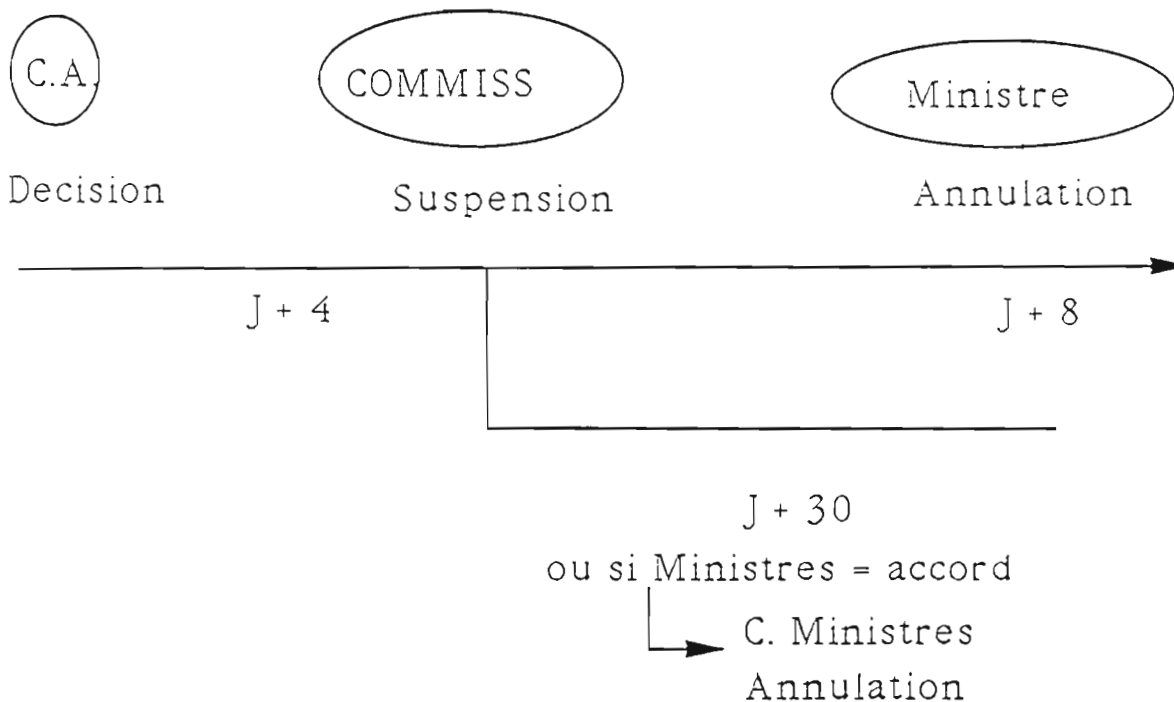 C.A.
COMMISS
Ministre
Decision
Suspension
Annulation
J + 4
J + 8
J + 30
ou si Ministres = accord
C. Ministres
Annulation